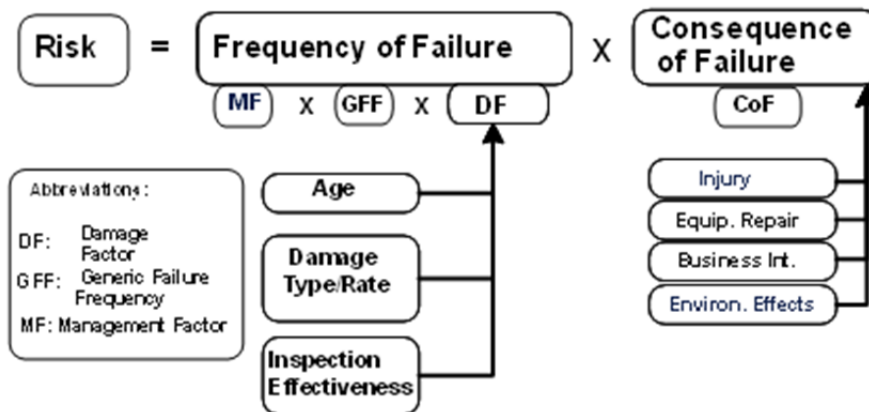 Risk = Frequency of Failure X Consequence
of Failure
MF X GFF X DF
CoF
Abbreviations:
DF: Damage
Factor
GFF: Generic Failure
Frequency
MF: Management Factor
Age
Damage
Type/Rate
Inspection
Effectiveness
Injury
Equip. Repair
Business Int.
Environ. Effects